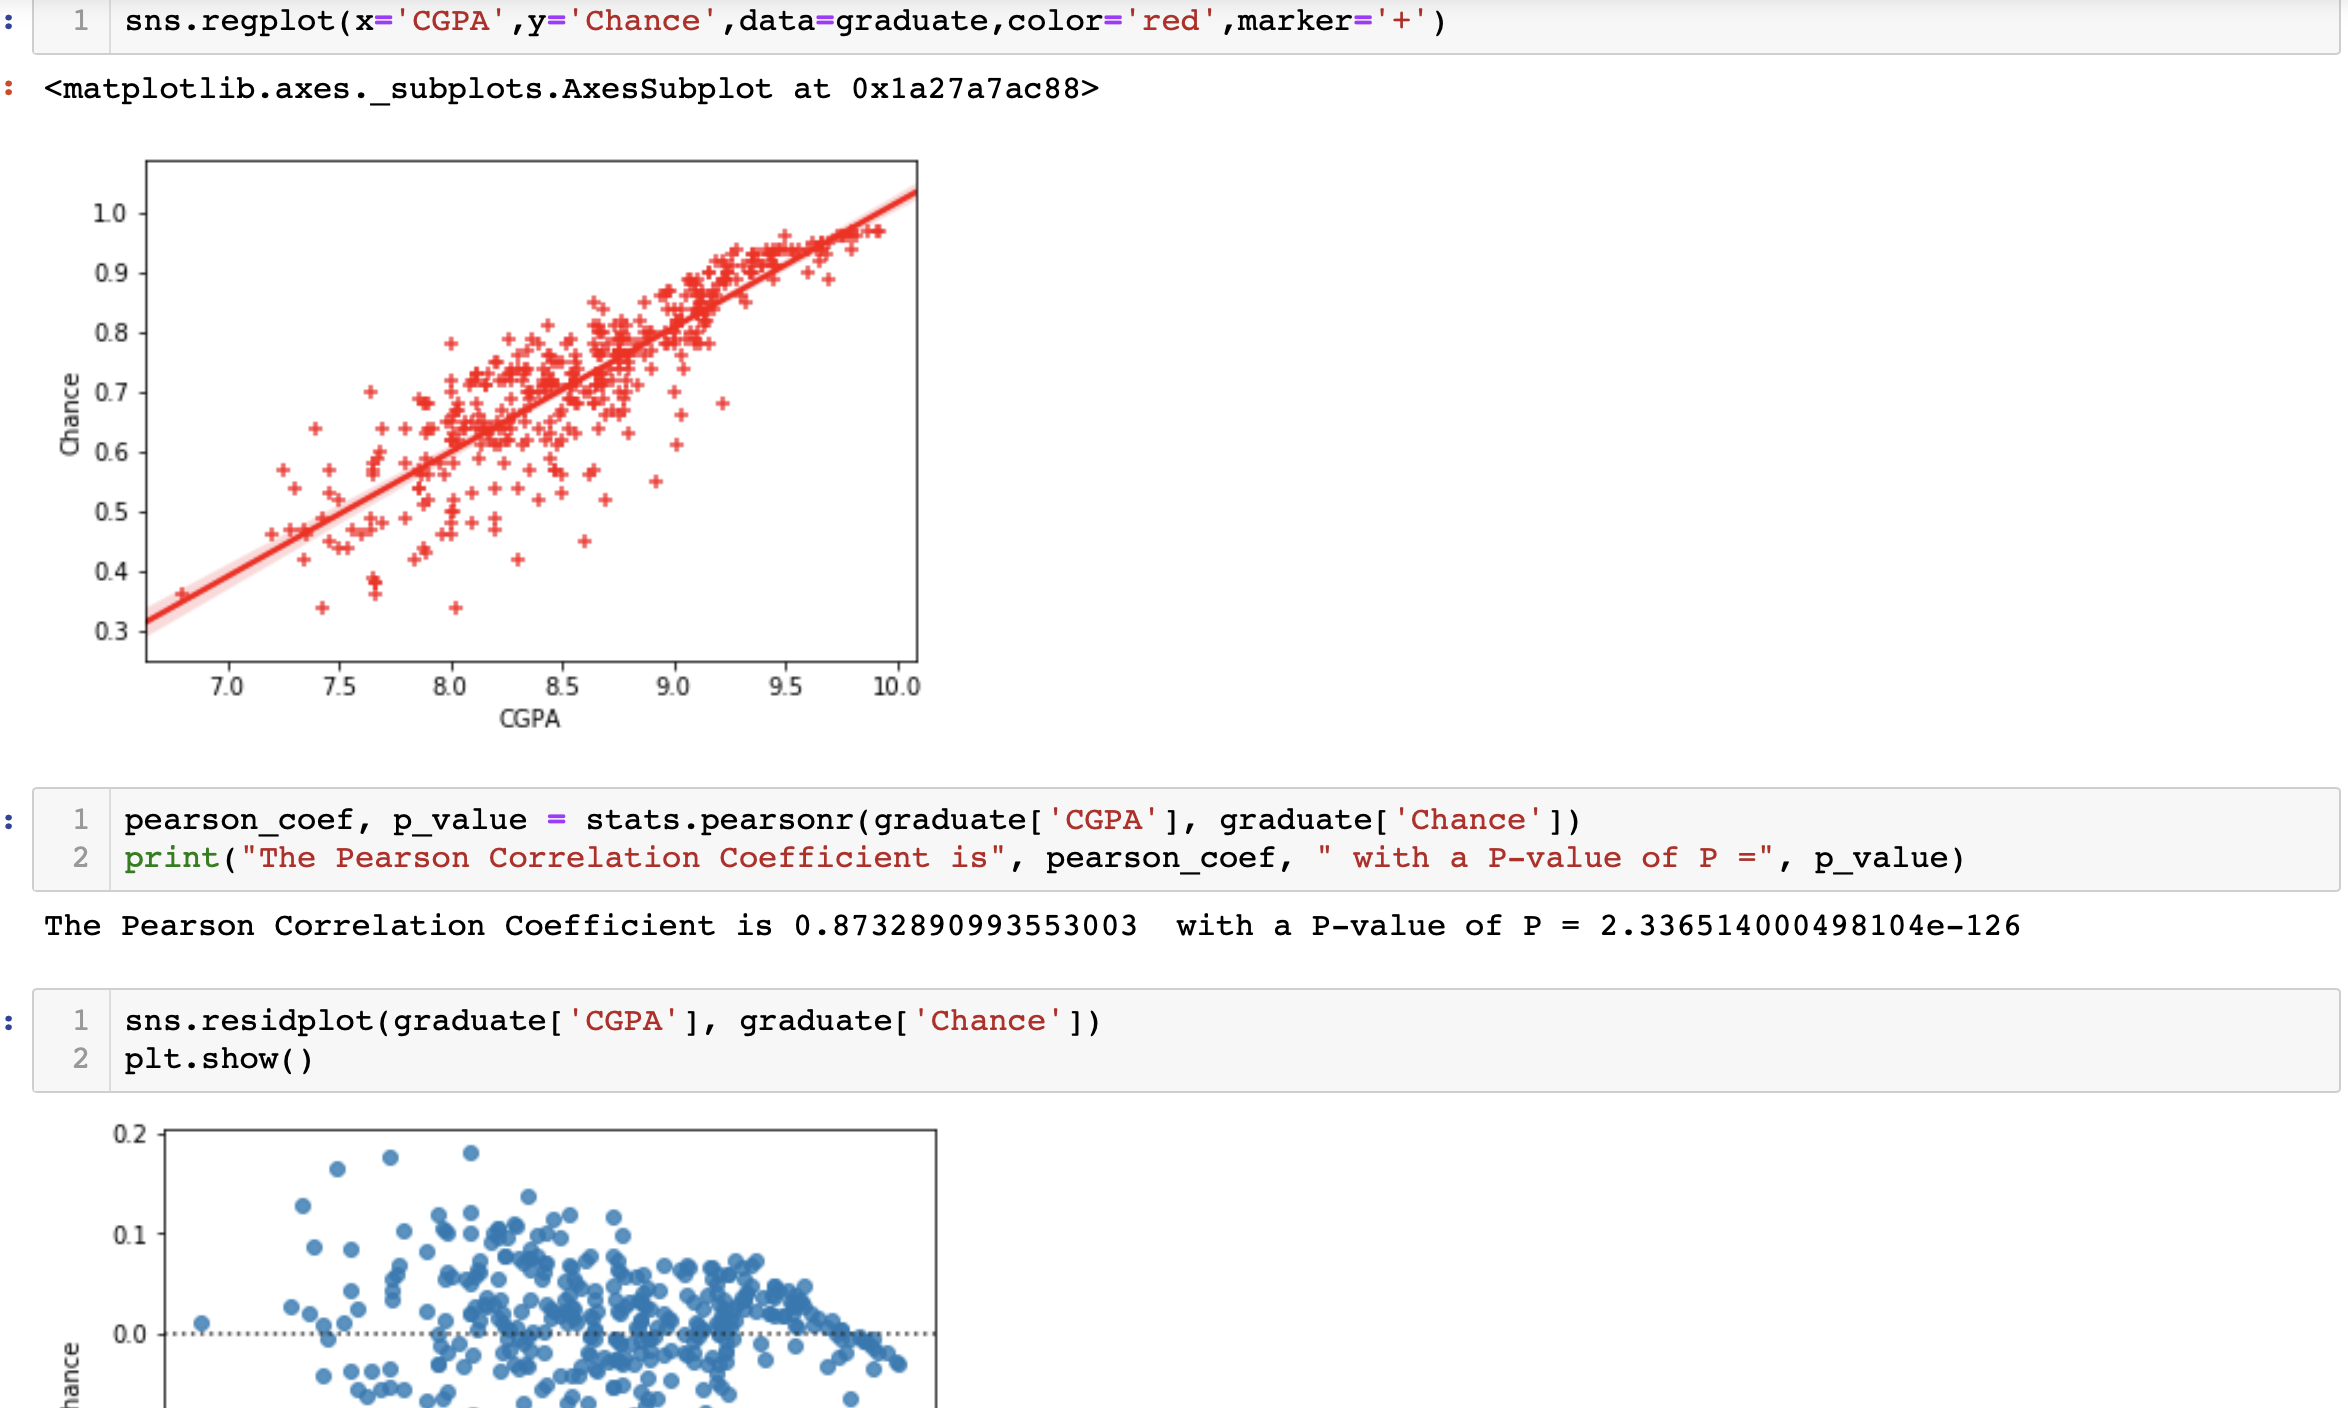 : 1 sns.regplot(x='CGPA',y='Chance',data=graduate,color='red',marker='+')
: <matplotlib.axes._subplots.AxesSubplot at 0x1a27a7ac88>
1.0
0.9
0.8
0.7
0.6
0.5
0.4
0.3
Chance
7.0 7.5 8.0 8.5 9.0 9.5 10.0
CGPA
: 1 pearson_coef, p_value = stats.pearsonr(graduate['CGPA'], graduate['Chance'])
2 print("The Pearson Correlation Coefficient is", pearson_coef, " with a P-value of P =", p_value)
The Pearson Correlation Coefficient is 0.8732890993553003  with a P-value of P = 2.336514000498104e-126
: 1 sns.residplot(graduate['CGPA'], graduate['Chance'])
2 plt.show()
0.2
0.1
0.0